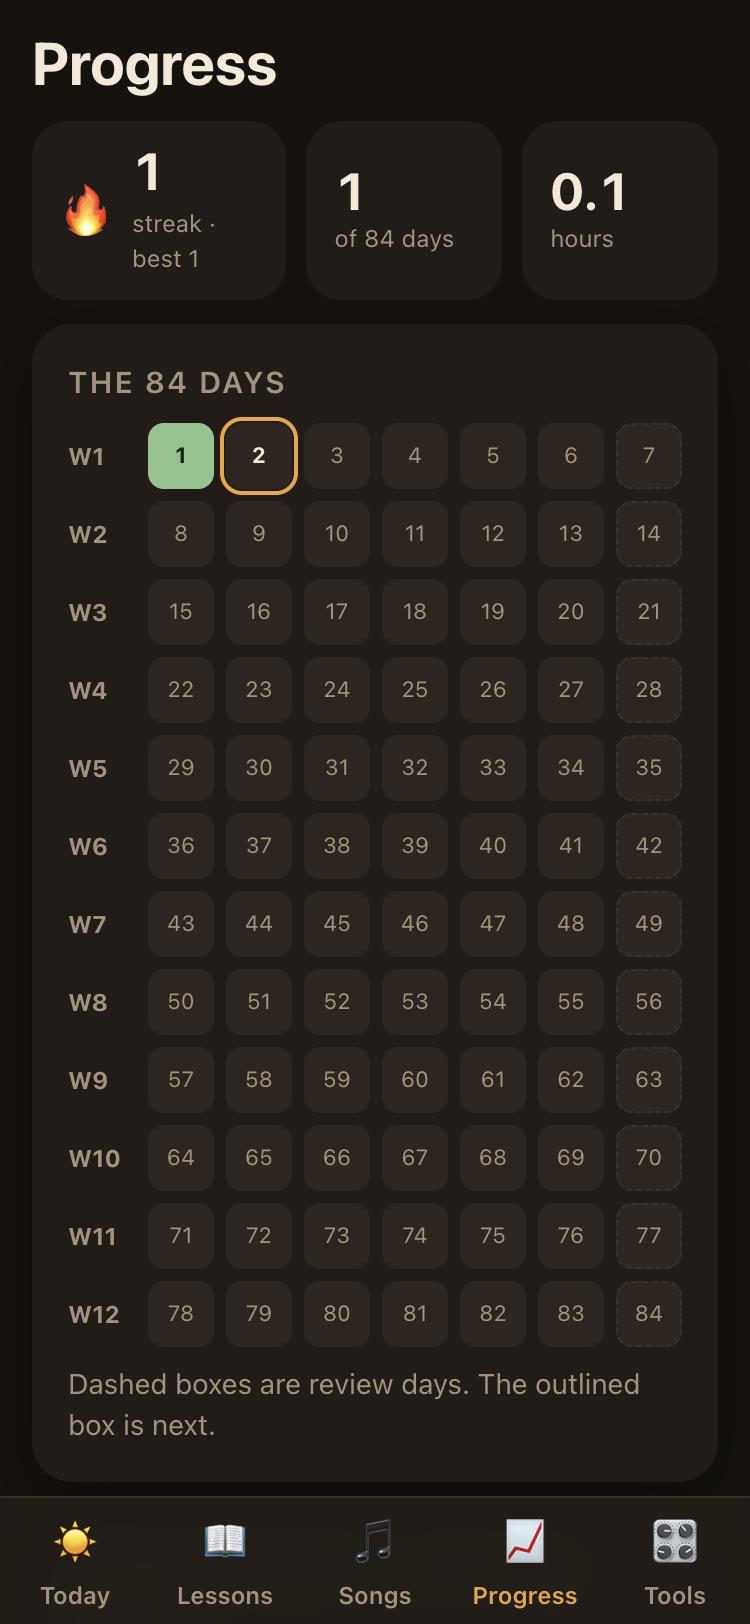 Progress
1
streak ·
best 1
1
of 84 days
0.1
hours
THE 84 DAYS
W1 1 2 3 4 5 6 7
W2 8 9 10 11 12 13 14
W3 15 16 17 18 19 20 21
W4 22 23 24 25 26 27 28
W5 29 30 31 32 33 34 35
W6 36 37 38 39 40 41 42
W7 43 44 45 46 47 48 49
W8 50 51 52 53 54 55 56
W9 57 58 59 60 61 62 63
W10 64 65 66 67 68 69 70
W11 71 72 73 74 75 76 77
W12 78 79 80 81 82 83 84
Dashed boxes are review days. The outlined
box is next.
Today Lessons Songs Progress Tools